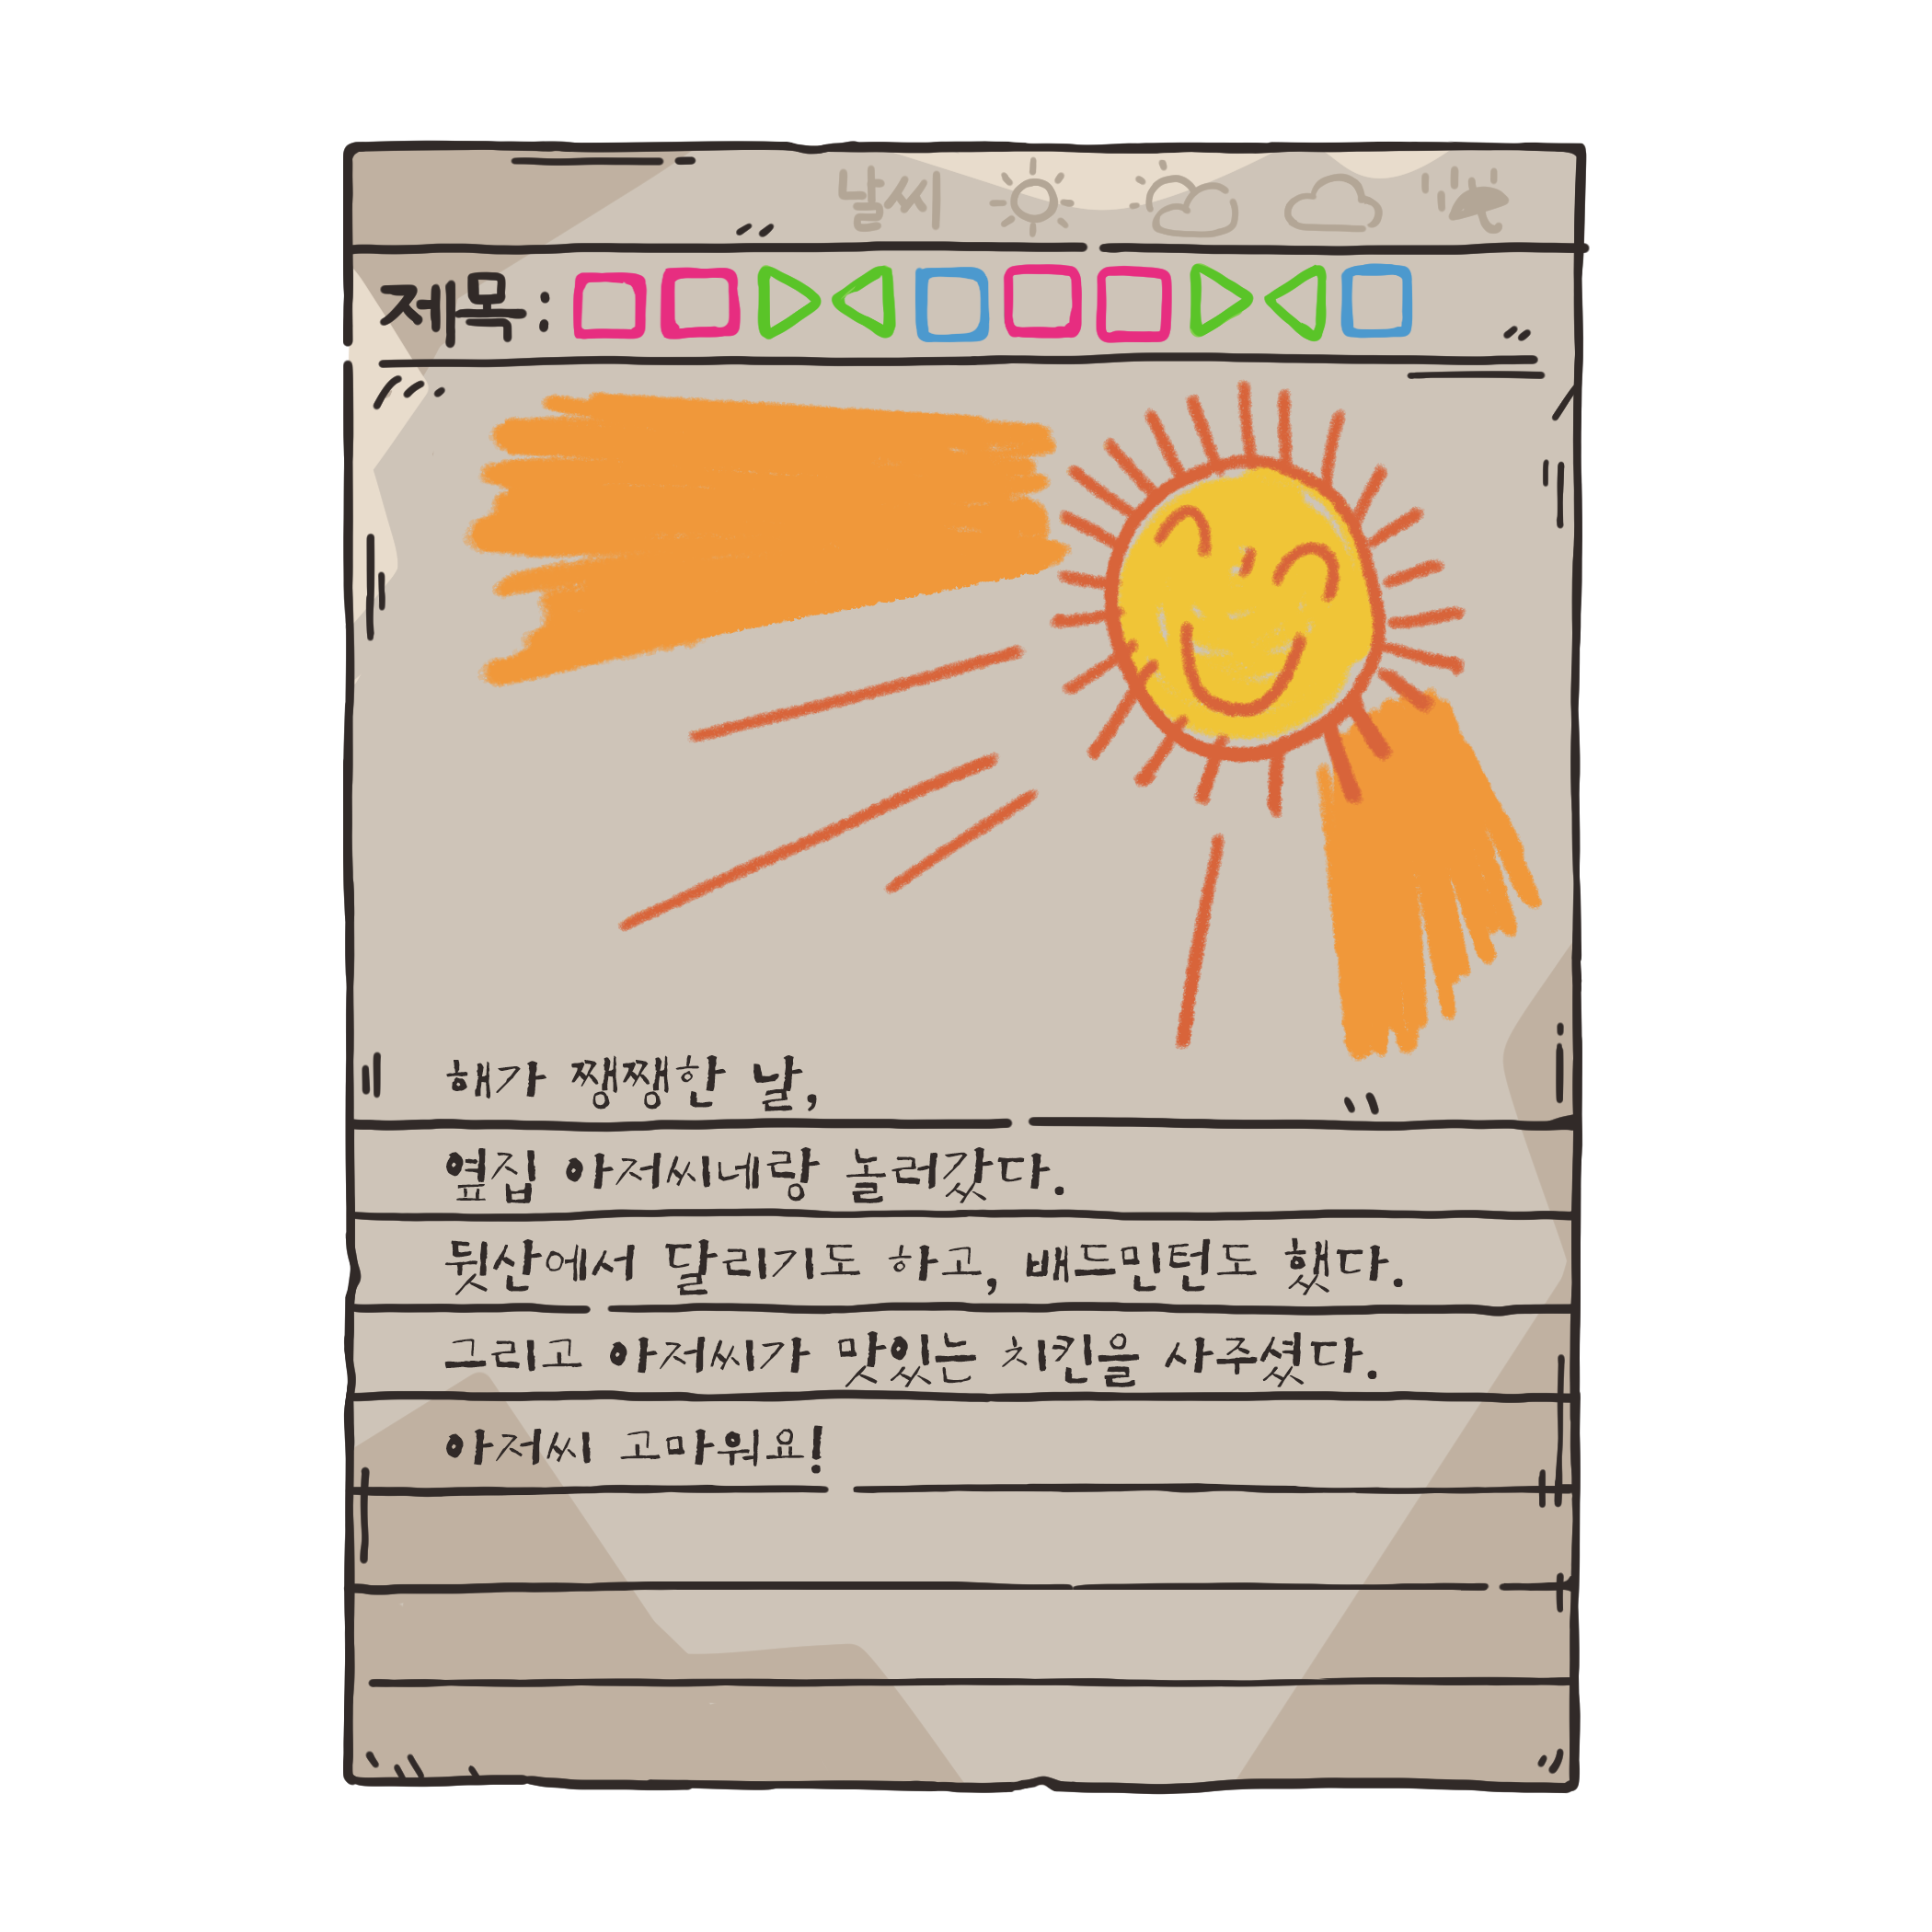 날씨
제목 : □□▷◁□□□▷◁□
해가 쨍쨍한 날,
옆집 아저씨네랑 놀러갔다.
뒷산에서 달리기도 하고, 배드민턴도 했다.
그리고 아저씨가 맛있는 치킨을 사주셨다.
아저씨 고마워요!